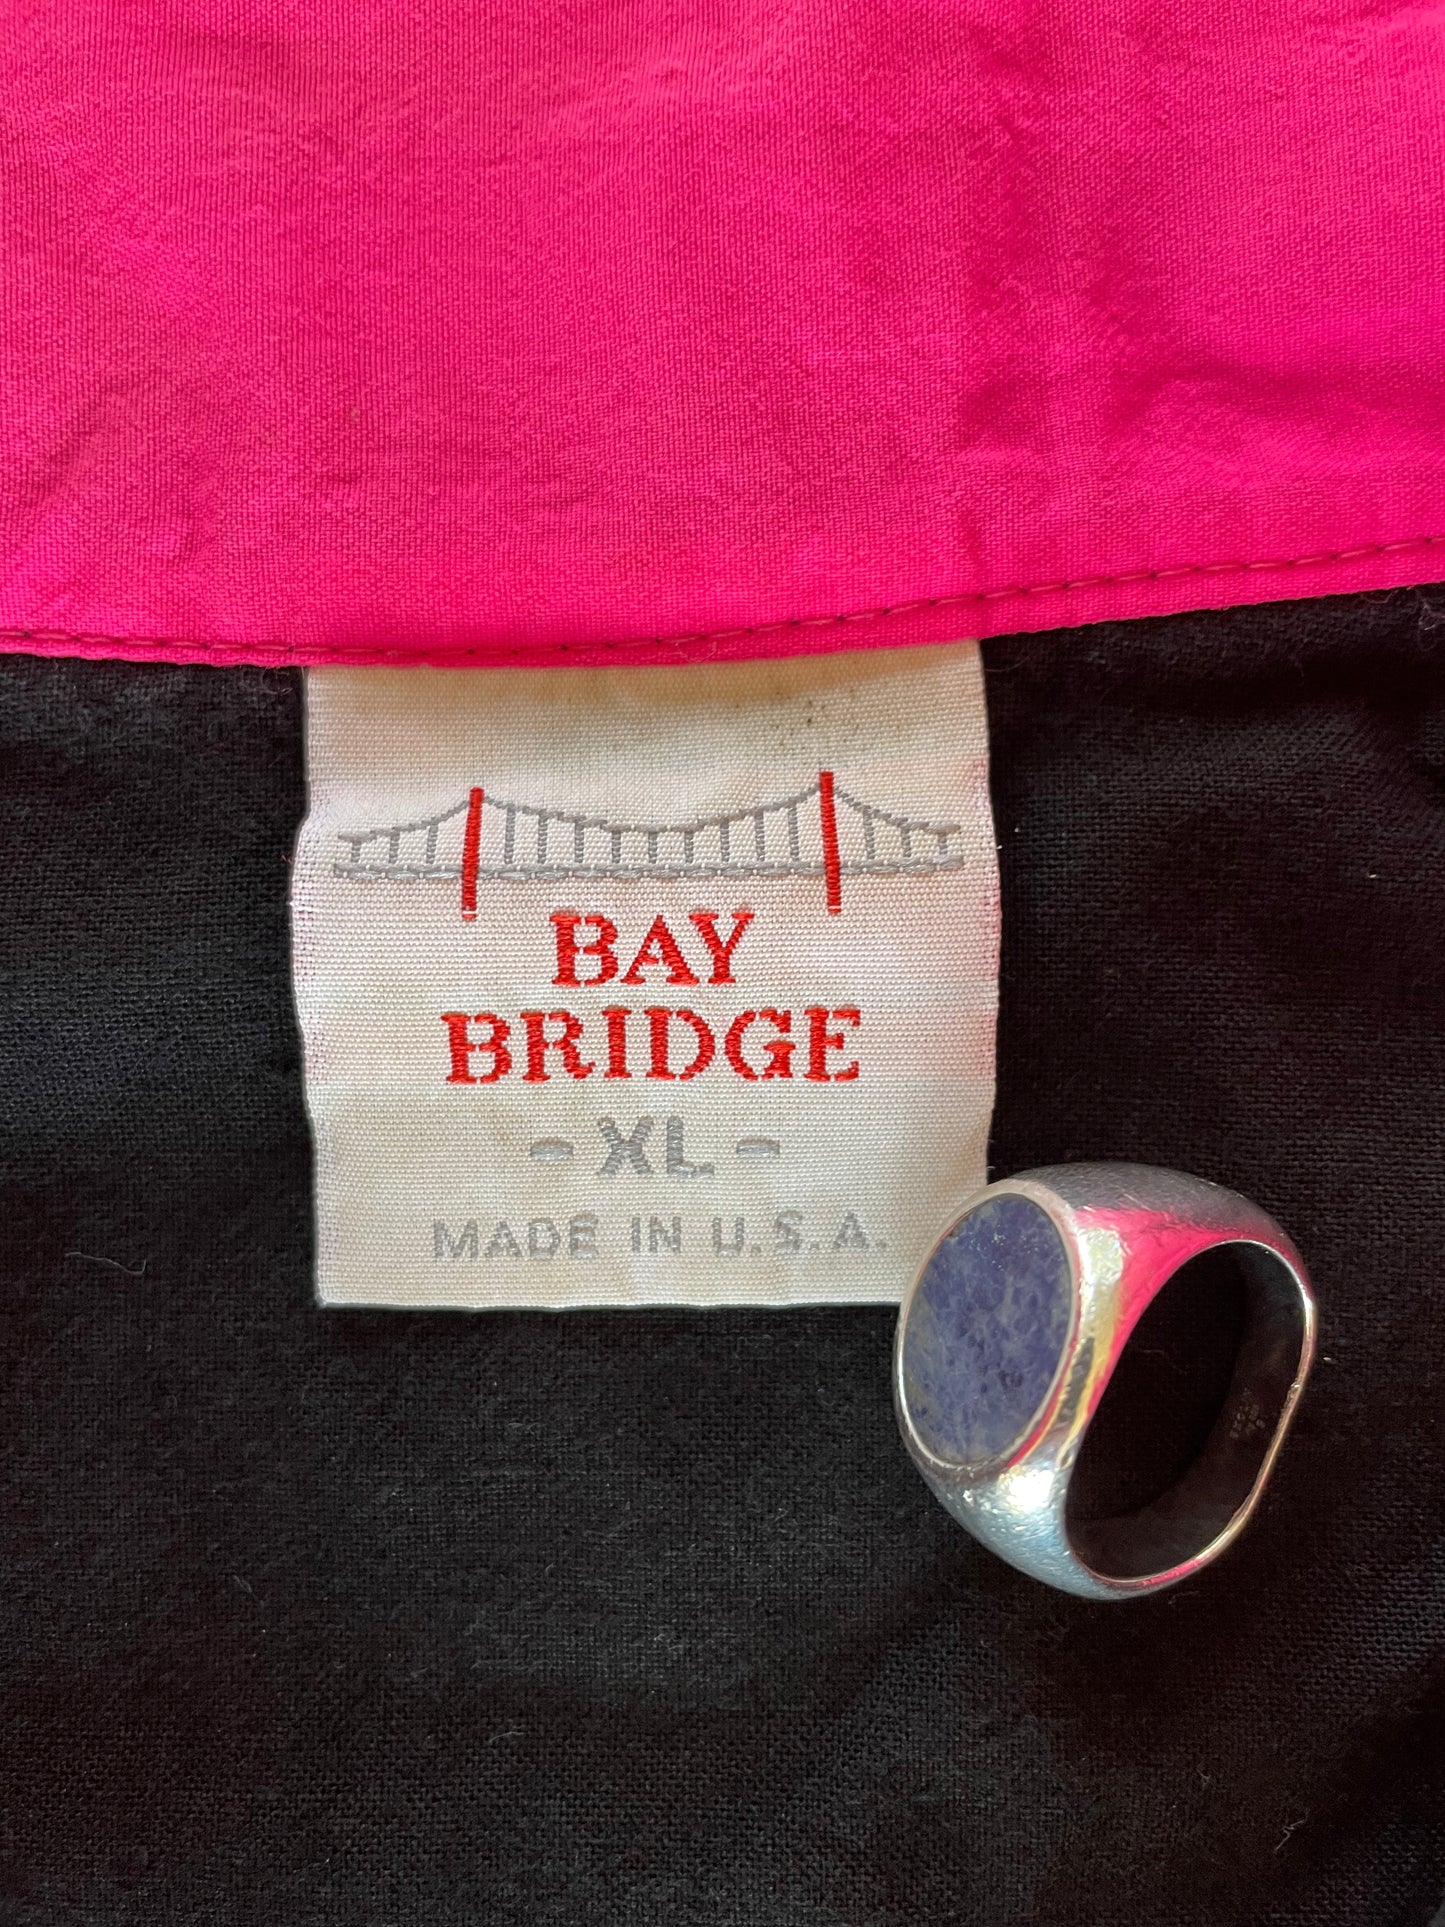 BAY
BRIDGE
- XL -
MADE IN U.S.A.